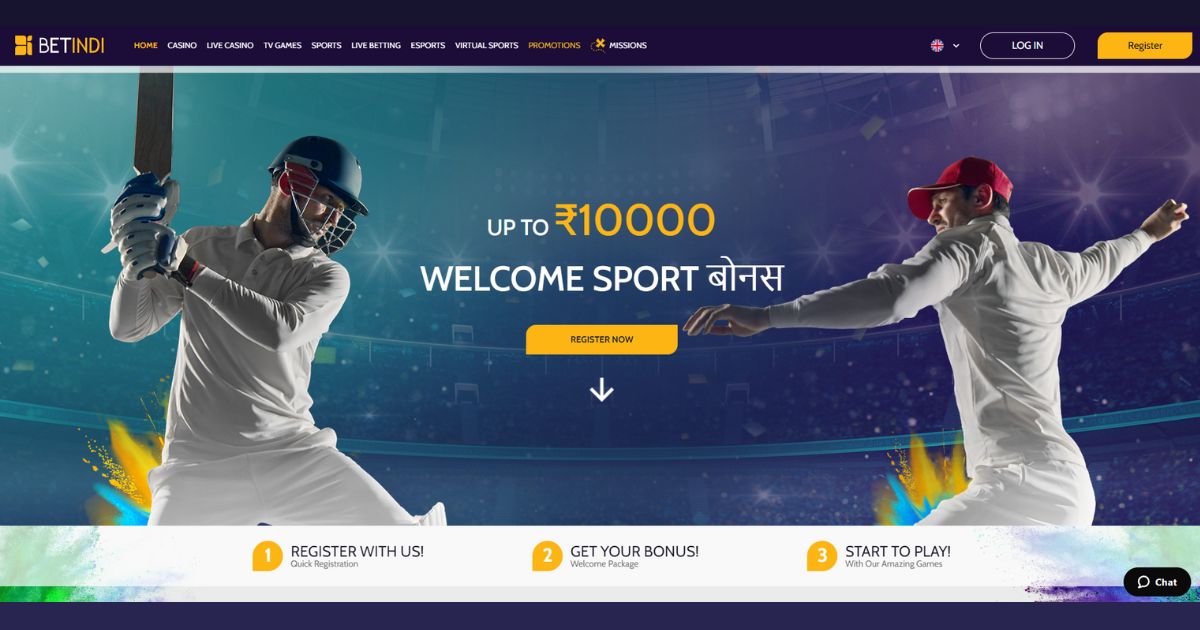 BETINDI
HOME CASINO LIVE CASINO TV GAMES SPORTS LIVE BETTING ESPORTS VIRTUAL SPORTS PROMOTIONS MISSIONS
LOG IN
Register
UP TO ₹10000
WELCOME SPORT बोनस
REGISTER NOW
1 REGISTER WITH US!
Quick Registration
2 GET YOUR BONUS!
Welcome Package
3 START TO PLAY!
With Our Amazing Games
Chat